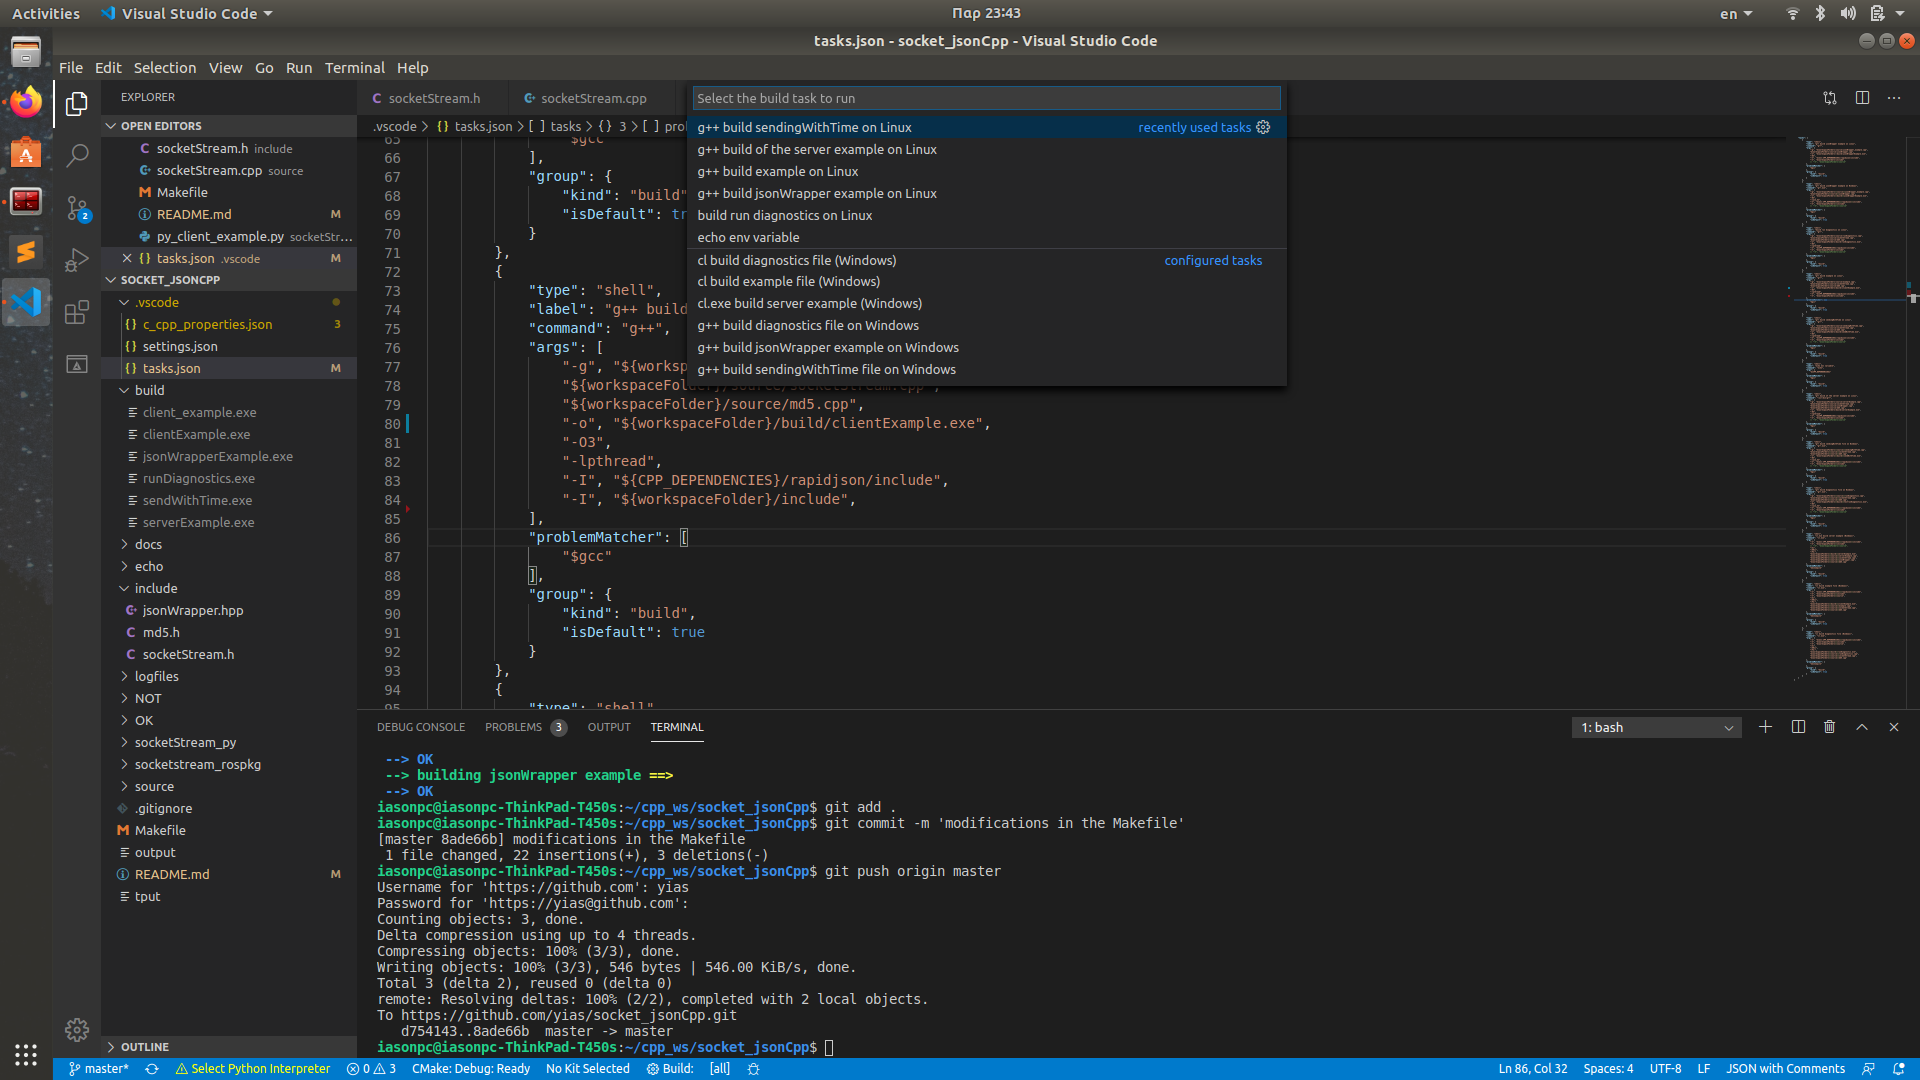 Activities
Visual Studio Code
Παρ 23:43
en
tasks.json - socket_jsonCpp - Visual Studio Code
File Edit Selection View Go Run Terminal Help
EXPLORER
OPEN EDITORS
socketStream.h include
socketStream.cpp source
Makefile
README.md M
py_client_example.py socketStr...
tasks.json .vscode M
SOCKET_JSONCPP
.vscode
c_cpp_properties.json 3
settings.json
tasks.json M
build
client_example.exe
clientExample.exe
jsonWrapperExample.exe
runDiagnostics.exe
sendWithTime.exe
serverExample.exe
docs
echo
include
jsonWrapper.hpp
md5.h
socketStream.h
logfiles
NOT
OK
socketStream_py
socketstream_rospkg
source
.gitignore
Makefile
output
README.md M
tput
OUTLINE
2
socketStream.h
socketStream.cpp
.vscode > {} tasks.json > [ ] tasks > {} 3 > [ ] pro
Select the build task to run
g++ build sendingWithTime on Linux recently used tasks
g++ build of the server example on Linux
g++ build example on Linux
g++ build jsonWrapper example on Linux
build run diagnostics on Linux
echo env variable
cl build diagnostics file (Windows) configured tasks
cl build example file (Windows)
cl.exe build server example (Windows)
g++ build diagnostics file on Windows
g++ build jsonWrapper example on Windows
g++ build sendingWithTime file on Windows
65 $gcc
66 ],
67 "group": {
68 "kind": "build"
69 "isDefault": tr
70 }
71 },
72 {
73 "type": "shell",
74 "label": "g++ build
75 "command": "g++",
76 "args": [
77 "-g", "${worksp
78 "${workspaceFolder}/source/socketStream.cpp",
79 "${workspaceFolder}/source/md5.cpp",
80 "-o", "${workspaceFolder}/build/clientExample.exe",
81 "-O3",
82 "-lpthread",
83 "-I", "${CPP_DEPENDENCIES}/rapidjson/include",
84 "-I", "${workspaceFolder}/include",
85 ],
86 "problemMatcher": [
87 "$gcc"
88 ],
89 "group": {
90 "kind": "build",
91 "isDefault": true
92 }
93 },
94 {
95 "type": "shell"
DEBUG CONSOLE PROBLEMS 3 OUTPUT TERMINAL
1: bash
--> OK
--> building jsonWrapper example ==>
--> OK
iasonpc@iasonpc-ThinkPad-T450s:~/cpp_ws/socket_jsonCpp$ git add .
iasonpc@iasonpc-ThinkPad-T450s:~/cpp_ws/socket_jsonCpp$ git commit -m 'modifications in the Makefile'
[master 8ade66b] modifications in the Makefile
1 file changed, 22 insertions(+), 3 deletions(-)
iasonpc@iasonpc-ThinkPad-T450s:~/cpp_ws/socket_jsonCpp$ git push origin master
Username for 'https://github.com': yias
Password for 'https://yias@github.com':
Counting objects: 3, done.
Delta compression using up to 4 threads.
Compressing objects: 100% (3/3), done.
Writing objects: 100% (3/3), 546 bytes | 546.00 KiB/s, done.
Total 3 (delta 2), reused 0 (delta 0)
remote: Resolving deltas: 100% (2/2), completed with 2 local objects.
To https://github.com/yias/socket_jsonCpp.git
d754143..8ade66b master -> master
iasonpc@iasonpc-ThinkPad-T450s:~/cpp_ws/socket_jsonCpp$
master* Select Python Interpreter 0 3 CMake: Debug: Ready No Kit Selected Build: [all]
Ln 86, Col 32 Spaces: 4 UTF-8 LF JSON with Comments